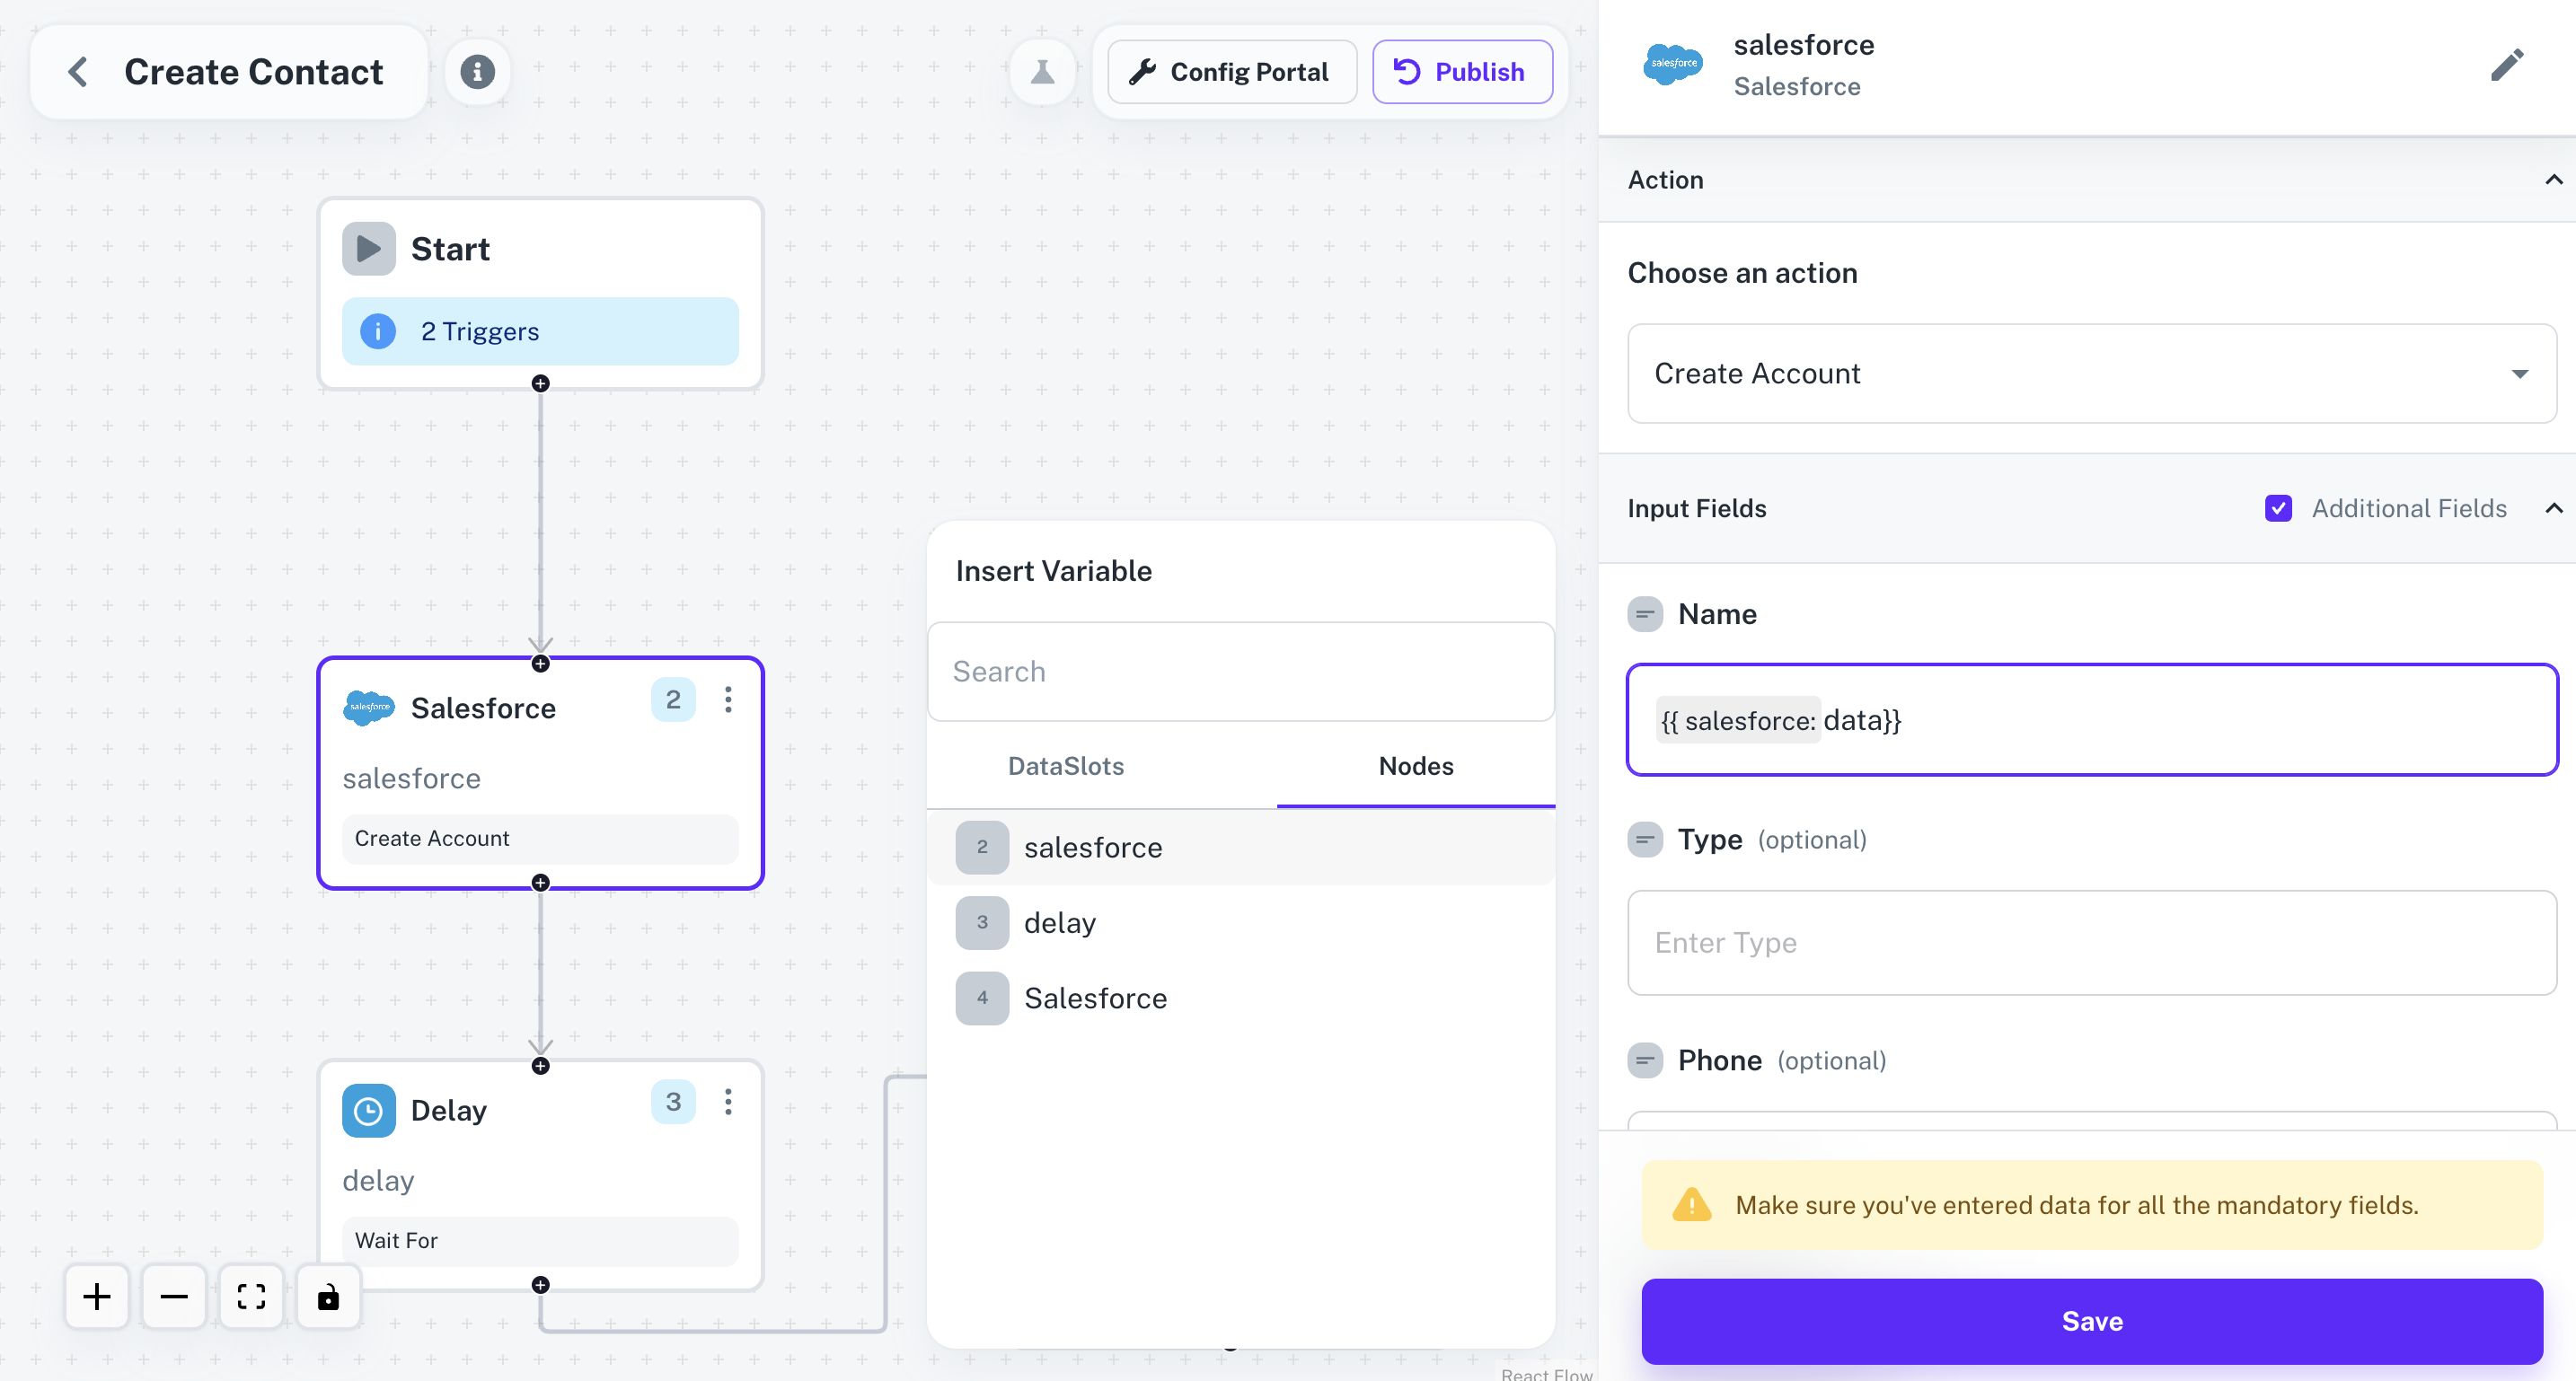 Create Contact
Config Portal
Publish
Start
2 Triggers
salesforce
Salesforce
2
salesforce
Create Account
Delay
3
delay
Wait For
Insert Variable
Search
DataSlots
Nodes
2 salesforce
3 delay
4 Salesforce
React Flow
salesforce
salesforce
Salesforce
Action
Choose an action
Create Account
Input Fields
Additional Fields
Name
{{ salesforce: data}}
Type (optional)
Enter Type
Phone (optional)
Make sure you've entered data for all the mandatory fields.
Save